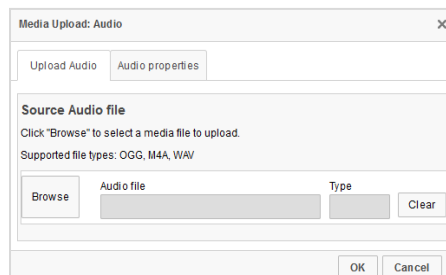 Media Upload: Audio
Upload Audio Audio properties
Source Audio file
Click "Browse" to select a media file to upload.
Supported file types: OGG, M4A, WAV
Audio file Type
Browse Clear
OK Cancel